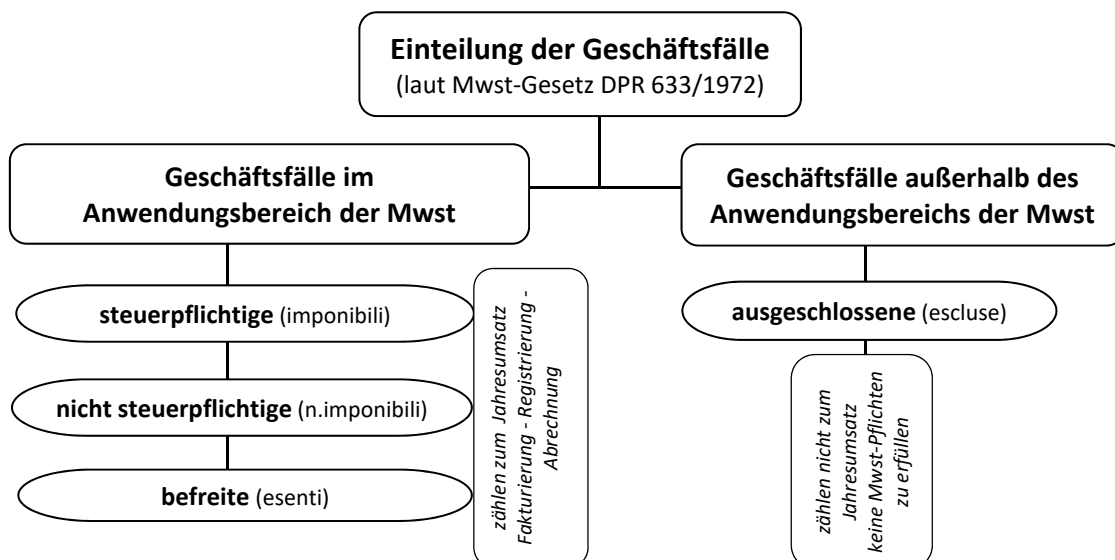 Einteilung der Geschäftsfälle
(laut Mwst-Gesetz DPR 633/1972)
Geschäftsfälle im
Anwendungsbereich der Mwst
Geschäftsfälle außerhalb des
Anwendungsbereichs der Mwst
steuerpflichtige (imponibili)
nicht steuerpflichtige (n.imponibili)
befreite (esenti)
zählen zum Jahresumsatz
Fakturierung - Registrierung -
Abrechnung
ausgeschlossene (escluse)
zählen nicht zum
Jahresumsatz
keine Mwst-Pflichten
zu erfüllen